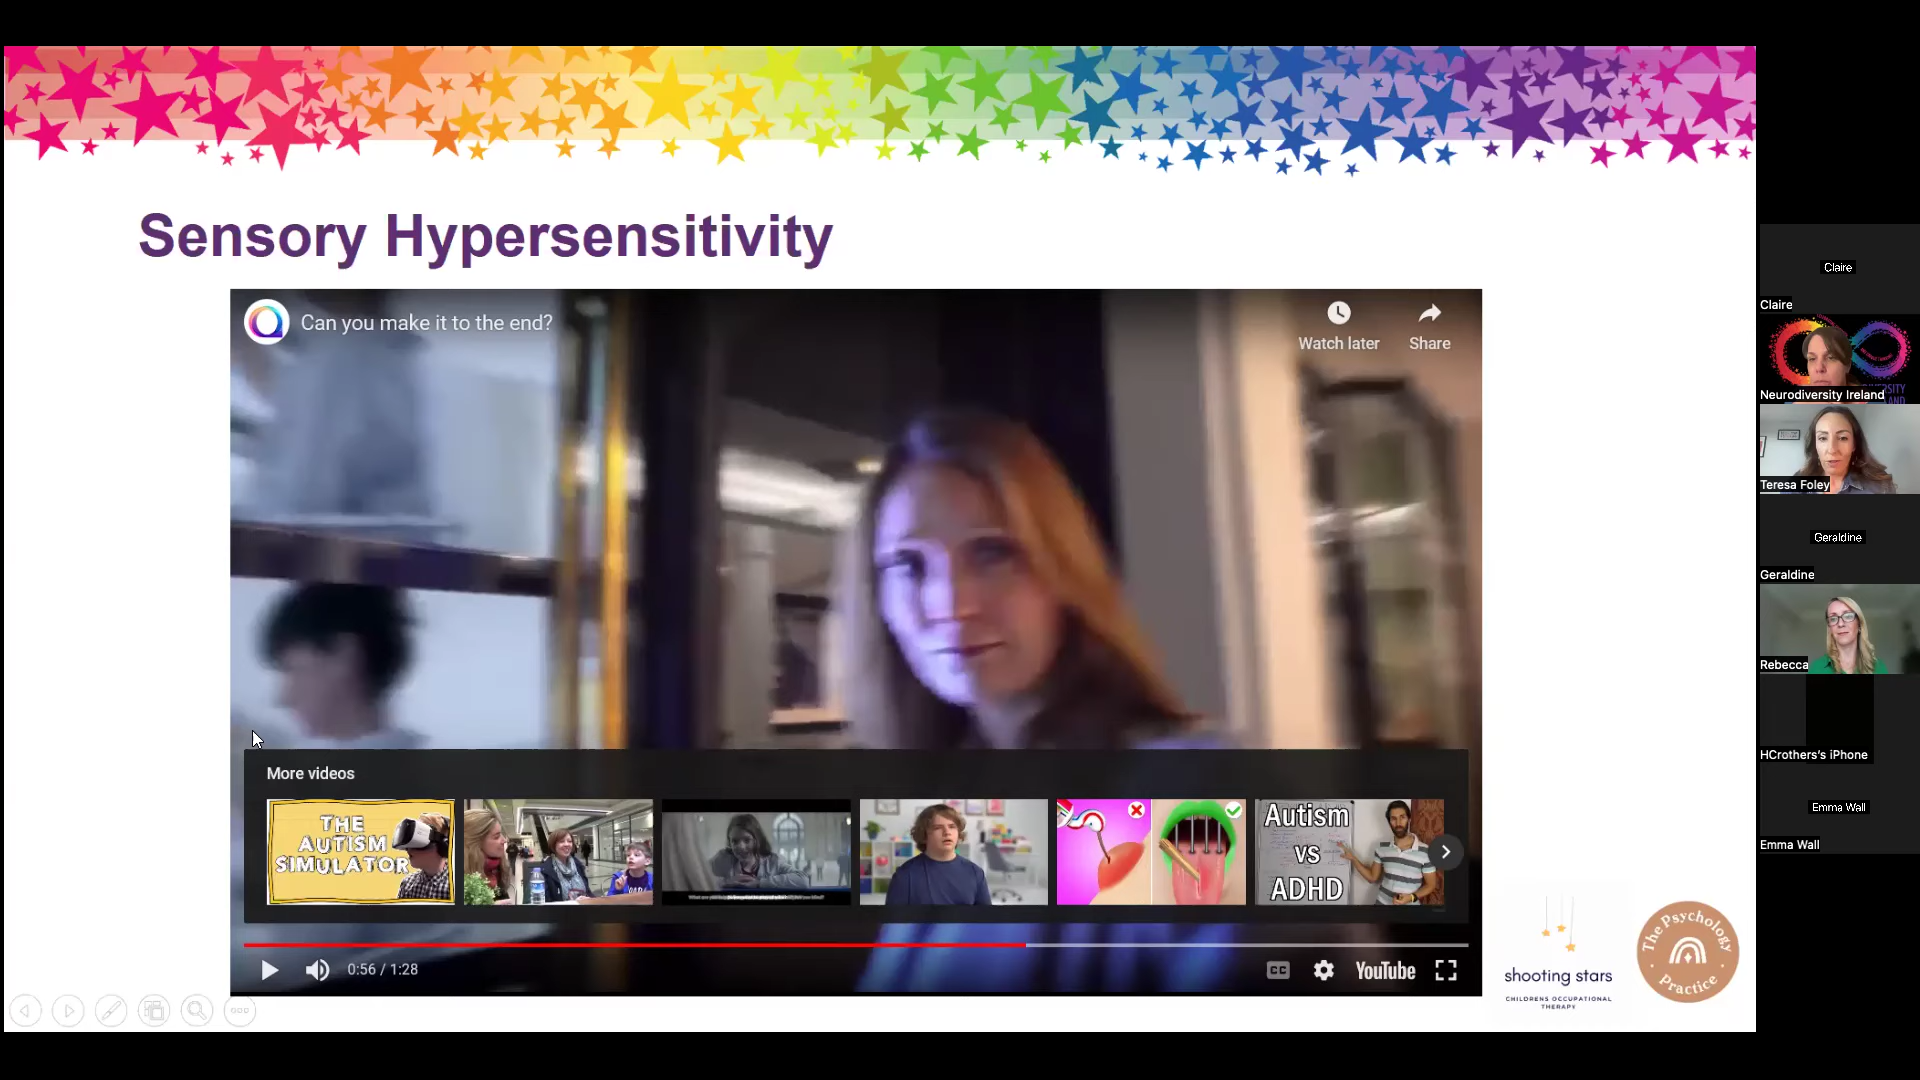 Sensory Hypersensitivity
Can you make it to the end?
Watch later
Share
More videos
THE
AUTISM
SIMULATOR
Autism
vs
ADHD
0:56 / 1:28
CC
YouTube
shooting stars
CHILDRENS OCCUPATIONAL
THERAPY
The Psychology
Practice
Claire
Claire
Neurodiversity Ireland
Teresa Foley
Geraldine
Geraldine
Rebecca
HCrothers's iPhone
Emma Wall
Emma Wall